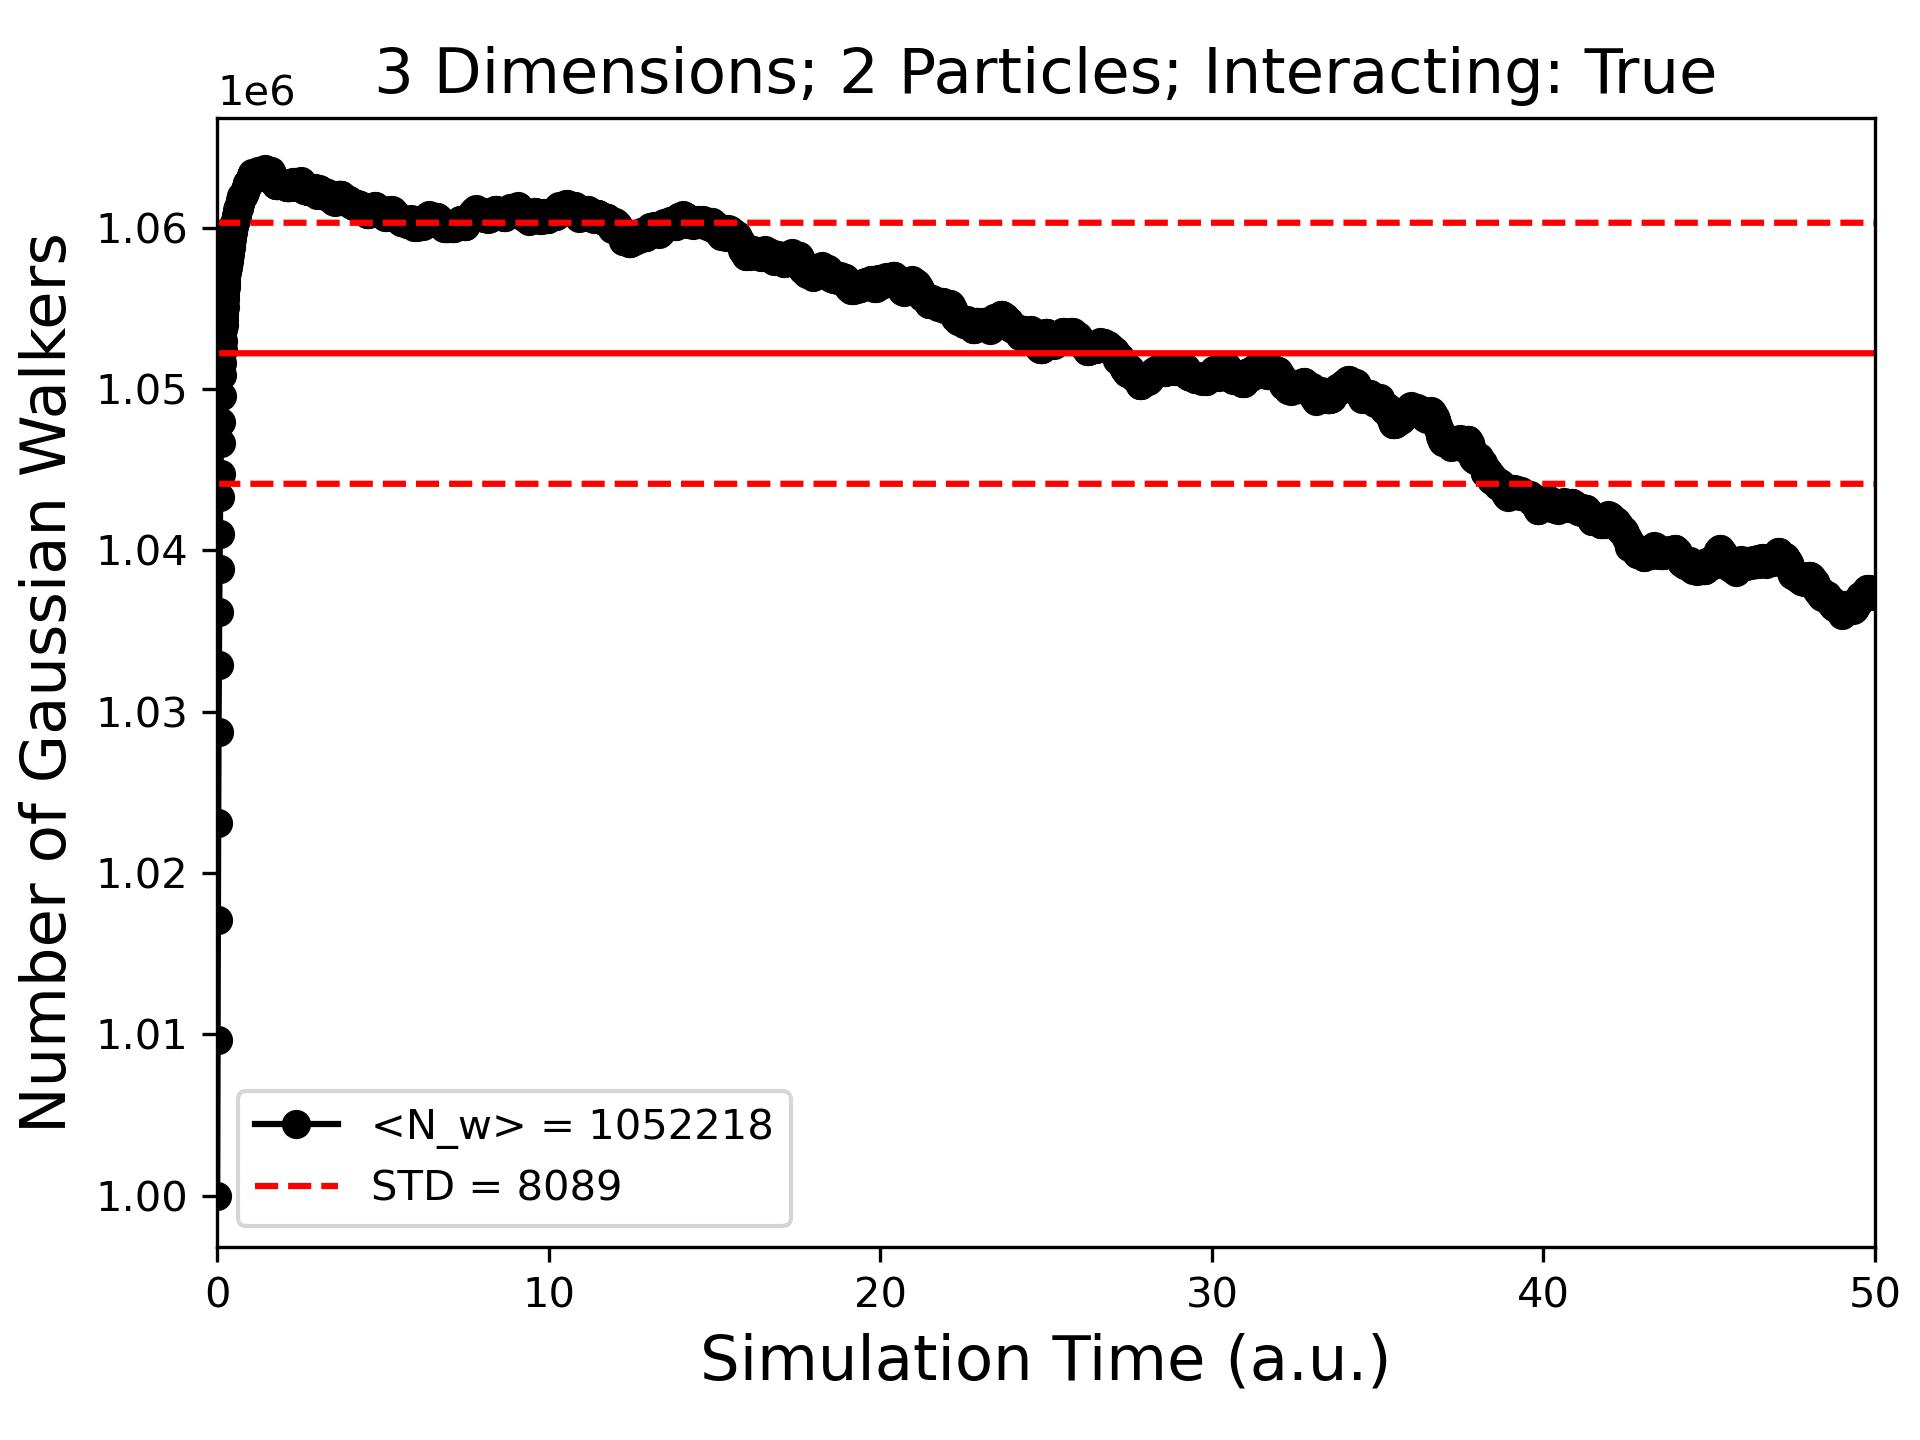 3 Dimensions; 2 Particles; Interacting: True
1e6
Number of Gaussian Walkers
1.06
1.05
1.04
1.03
1.02
1.01
1.00
<N_w> = 1052218
STD = 8089
0 10 20 30 40 50
Simulation Time (a.u.)